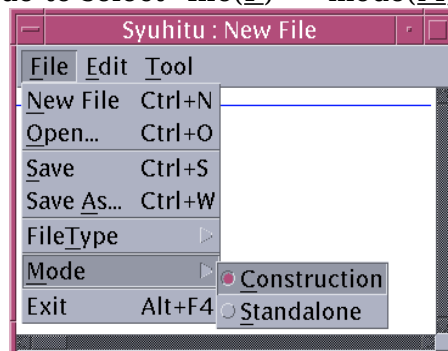 Syuhitu : New File
File Edit Tool
New File Ctrl+N
Open... Ctrl+O
Save Ctrl+S
Save As... Ctrl+W
FileType
Mode
Construction
Exit Alt+F4
Standalone